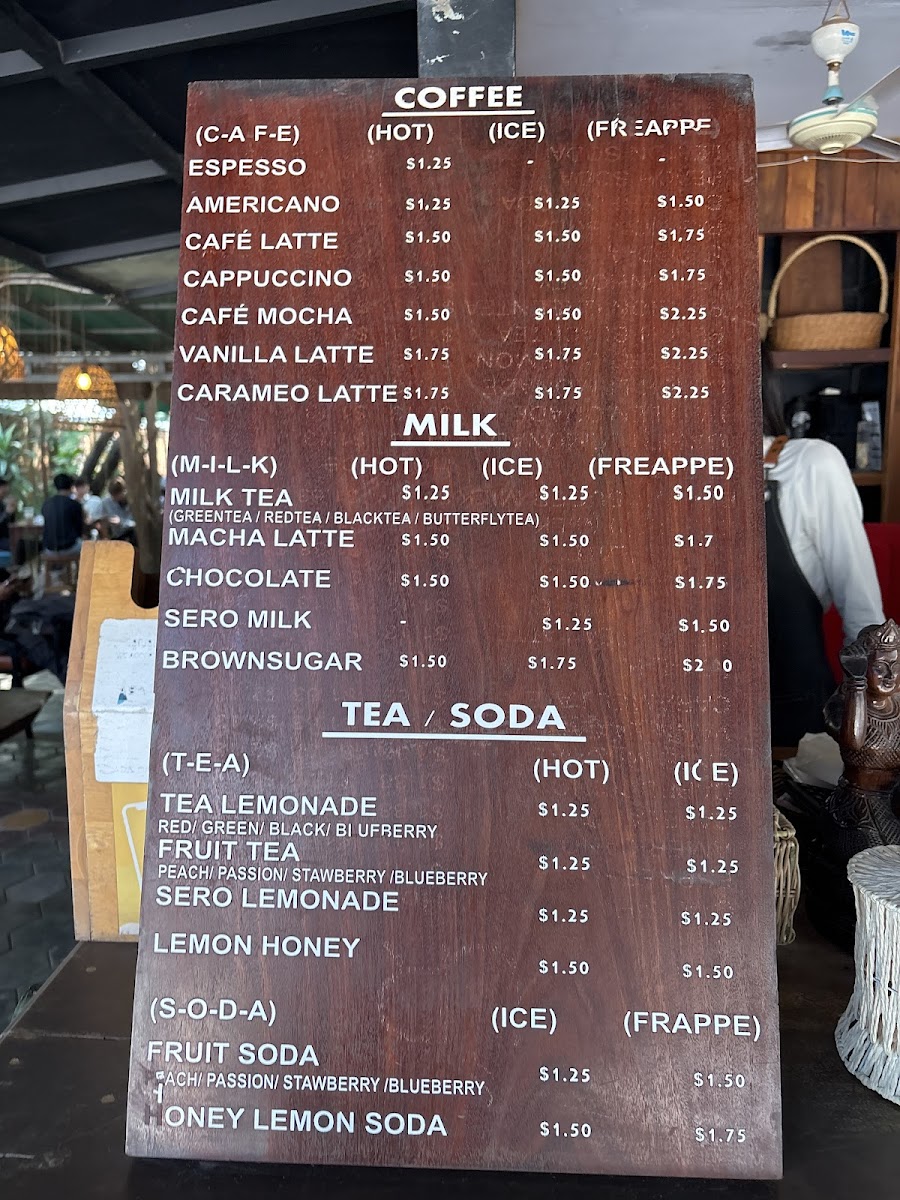 COFFEE
(C-A F-E) (HOT) (ICE) (FREAPPE
ESPESSO $1.25 - -
AMERICANO $1.25 $1.25 $1.50
CAFÉ LATTE $1.50 $1.50 $1.75
CAPPUCCINO $1.50 $1.50 $1.75
CAFÉ MOCHA $1.50 $1.50 $2.25
VANILLA LATTE $1.75 $1.75 $2.25
CARAMEO LATTE $1.75 $1.75 $2.25
MILK
(M-I-L-K) (HOT) (ICE) (FREAPPE)
MILK TEA $1.25 $1.25 $1.50
(GREENTEA / REDTEA / BLACKTEA / BUTTERFLYTEA)
MACHA LATTE $1.50 $1.50 $1.7
CHOCOLATE $1.50 $1.50 $1.75
SERO MILK - $1.25 $1.50
BROWNSUGAR $1.50 $1.75 $2 0
TEA / SODA
(T-E-A) (HOT) (ICE)
TEA LEMONADE $1.25 $1.25
RED/ GREEN/ BLACK/ BLUEBERRY
FRUIT TEA $1.25 $1.25
PEACH/ PASSION/ STAWBERRY /BLUEBERRY
SERO LEMONADE $1.25 $1.25
LEMON HONEY $1.50 $1.50
(S-O-D-A) (ICE) (FRAPPE)
FRUIT SODA $1.25 $1.50
EACH/ PASSION/ STAWBERRY /BLUEBERRY
HONEY LEMON SODA $1.50 $1.75